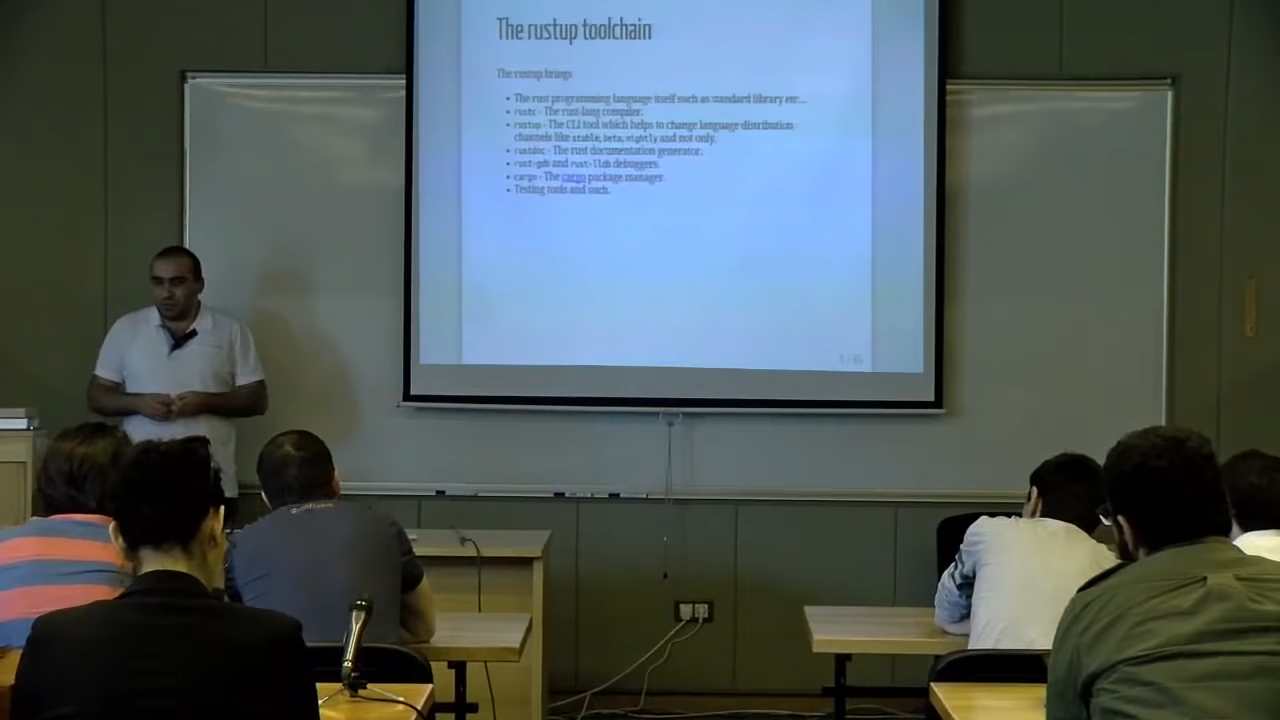 The rustup toolchain
The rustup brings
• The rust programming language itself such as standard library etc...
• rustc - The rust-lang compiler.
• rustup - The CLI tool which helps to change language distribution
channels like stable, beta, nightly and not only.
• rustdoc - The rust documentation generator.
• rust-gdb and rust-lldb debuggers.
• cargo - The cargo package manager.
• Testing tools and such.